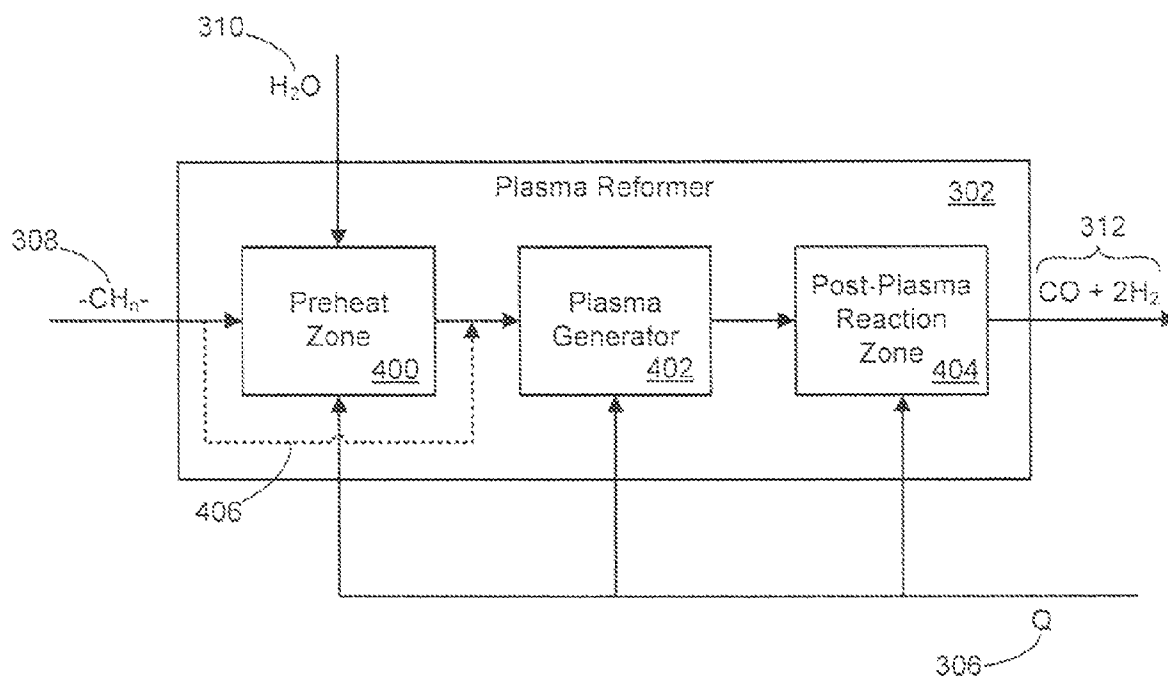 310
H₂O
Plasma Reformer
302
308
-CHₙ-
Preheat
Zone
400
Plasma
Generator
402
Post-Plasma
Reaction
Zone
404
312
CO + 2H₂
406
Q
306